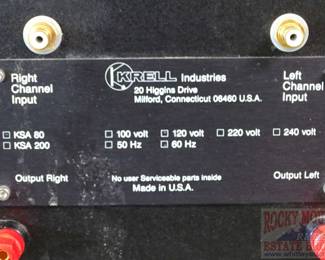 Right
Channel
Input
KRELL Industries
20 Higgins Drive
Milford, Connecticut 06460 U.S.A.
Left
Channel
Input
KSA 80
KSA 200
100 volt
120 volt
220 volt
240 volt
50 Hz
60 Hz
Output Right
No user Serviceable parts inside
Made in U.S.A.
Output Left
ROCKY MOU
ESTATE